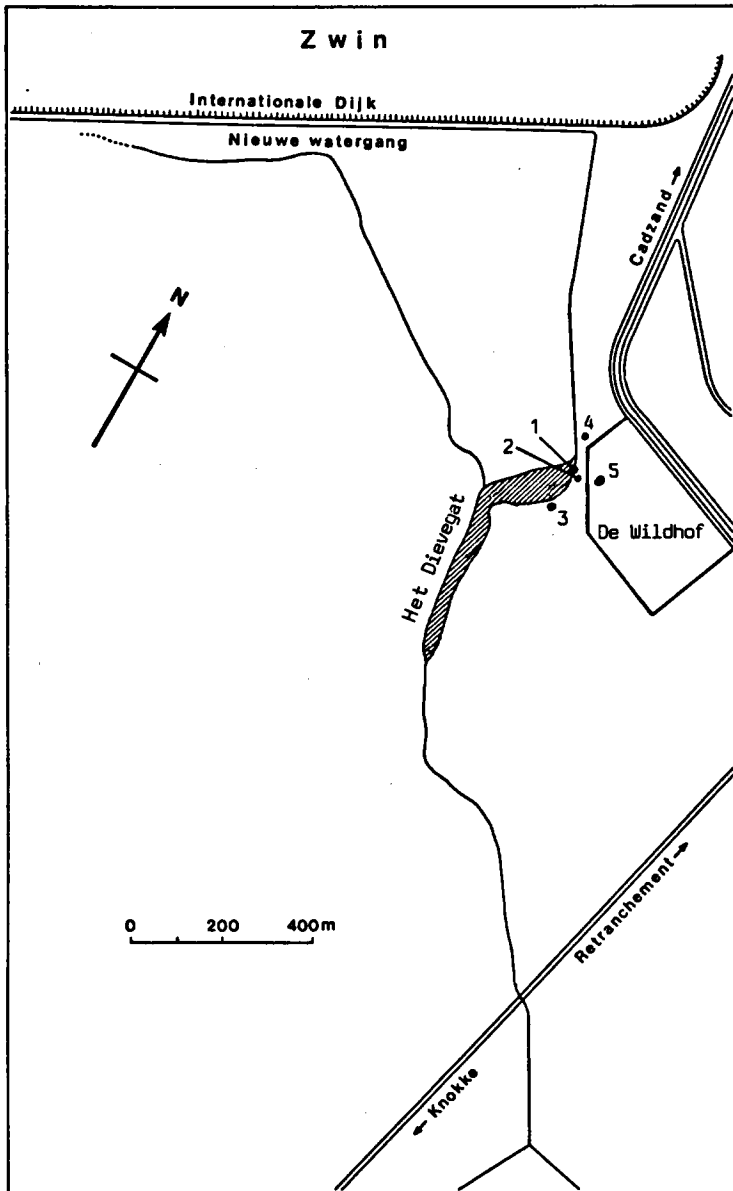 Zwin
Internationale Dijk
Nieuwe watergang
Cadzand
N
1
4
2
5
3
De Wildhof
Het Dievegat
Retranchement
0 200 400m
Knokke